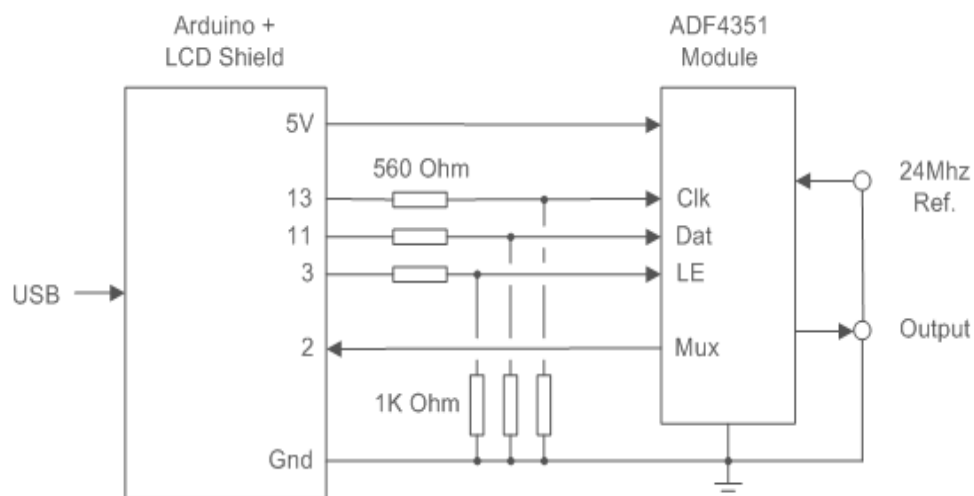 Arduino +
LCD Shield
ADF4351
Module
5V
560 Ohm
24Mhz
Ref.
13
Clk
11
Dat
3
LE
USB
Output
2
Mux
1K Ohm
Gnd